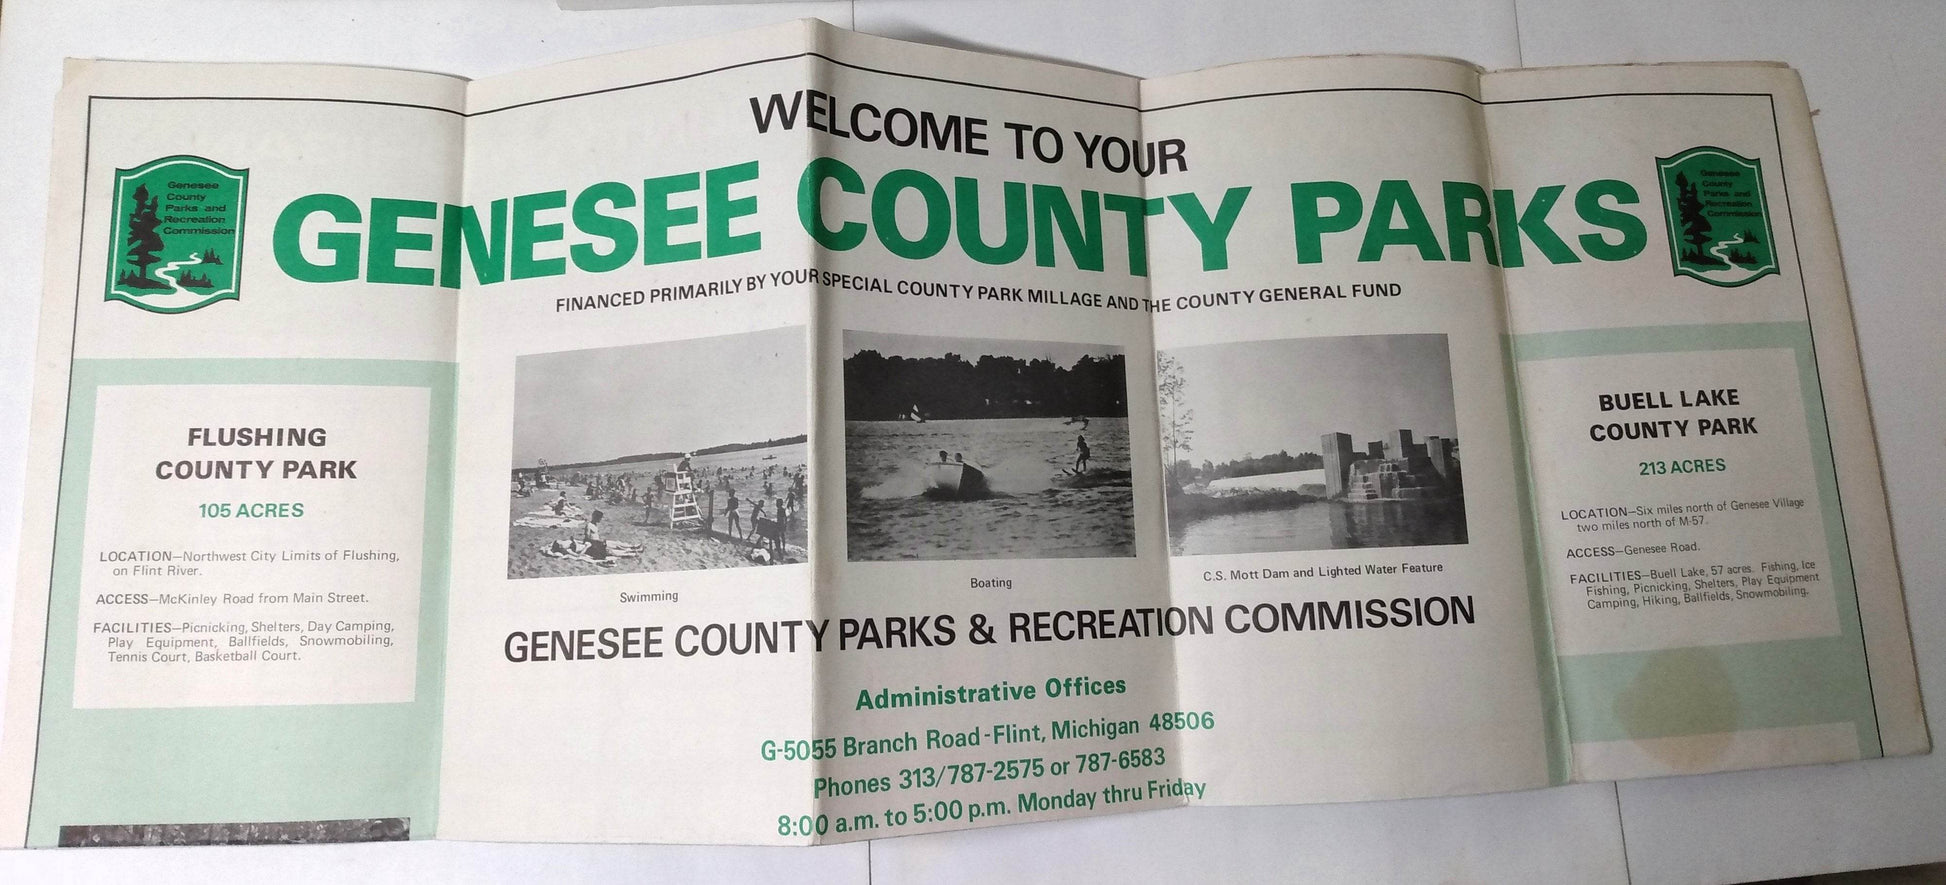 WELCOME TO YOUR
GENESEE COUNTY PARKS
FINANCED PRIMARILY BY YOUR SPECIAL COUNTY PARK MILLAGE AND THE COUNTY GENERAL FUND
Genesee
County
Parks and
Recreation
Commission
Genesee
County
Parks and
Recreation
Commission
FLUSHING
COUNTY PARK
105 ACRES
LOCATION—Northwest City Limits of Flushing,
on Flint River.
ACCESS—McKinley Road from Main Street.
FACILITIES—Picnicking, Shelters, Day Camping,
Play Equipment, Ballfields, Snowmobiling,
Tennis Court, Basketball Court.
Swimming
Boating
C.S. Mott Dam and Lighted Water Feature
GENESEE COUNTY PARKS & RECREATION COMMISSION
Administrative Offices
G-5055 Branch Road-Flint, Michigan 48506
Phones 313/787-2575 or 787-6583
8:00 a.m. to 5:00 p.m. Monday thru Friday
BUELL LAKE
COUNTY PARK
213 ACRES
LOCATION—Six miles north of Genesee Village
two miles north of M-57.
ACCESS—Genesee Road.
FACILITIES—Buell Lake, 57 acres. Fishing, Ice
Fishing, Picnicking, Shelters, Play Equipment
Camping, Hiking, Ballfields, Snowmobiling.